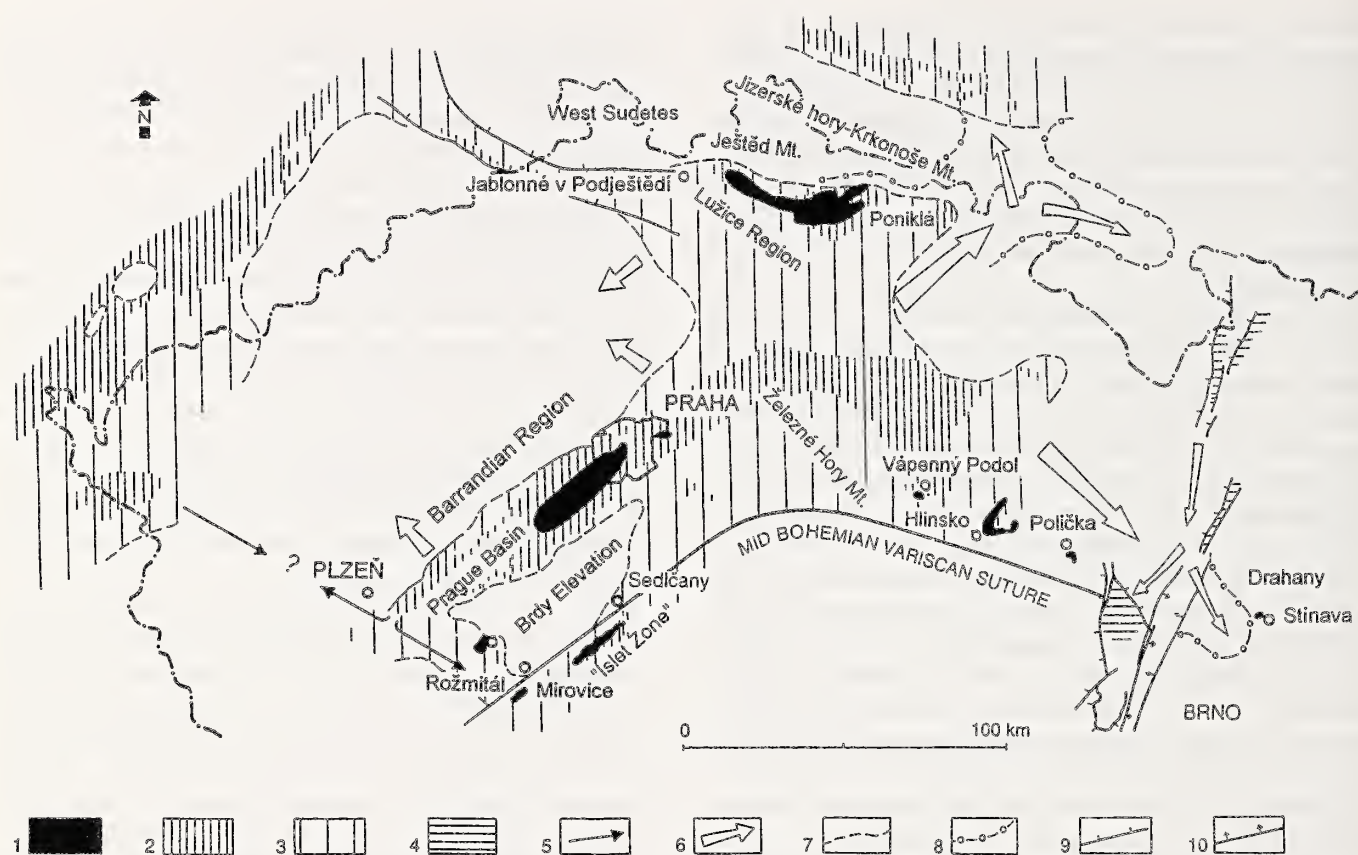 N
West Sudetes
Jizerské hory-Krkonoše Mt.
Ještěd Mt.
Jablonné v Podještědí
Lužice Region
Poniklá
Barrandian Region
PRAHA
Železné Hory Mt.
Vápenný Podol
Hlinsko
Polička
Prague Basin
MID BOHEMIAN VARISCAN SUTURE
?
PLZEŇ
Brdy Elevation
Sedlčany
Drahany
Stínava
"Islet Zone"
Rožmitál
Mirovice
BRNO
0 100 km
1 2 3 4 5 6 7 8 9 10